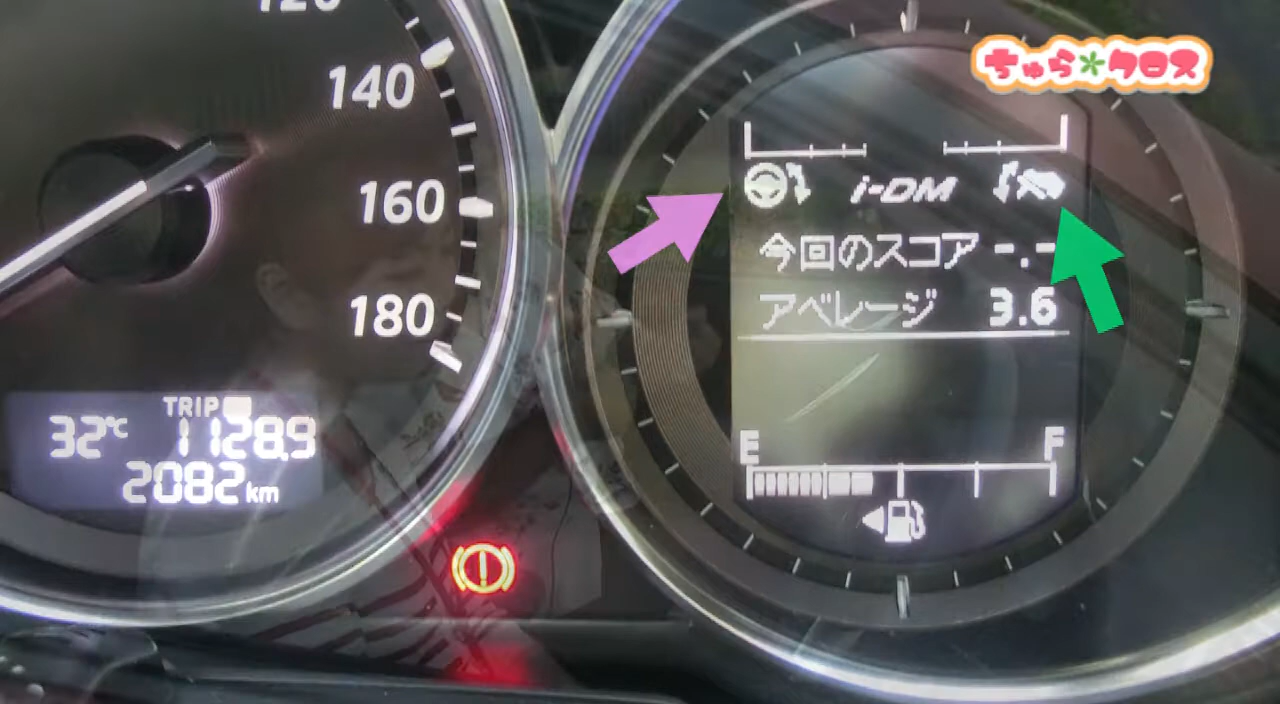 ちゅら*クロス
120
140
160
180
i-DM
今回のスコア -.-
アベレージ 3.6
TRIP
32℃ 1128.9
2082km
E F